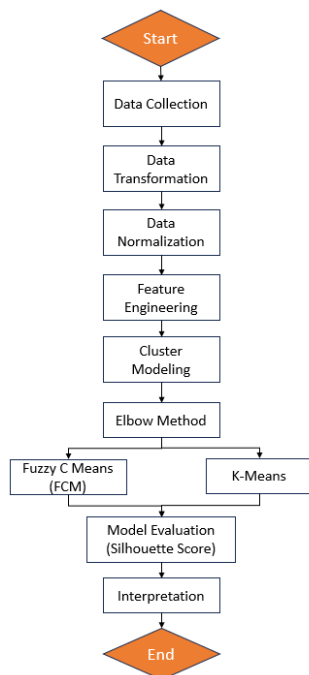 Start
Data Collection
Data
Transformation
Data
Normalization
Feature
Engineering
Cluster
Modeling
Elbow Method
Fuzzy C Means
(FCM)
K-Means
Model Evaluation
(Silhouette Score)
Interpretation
End